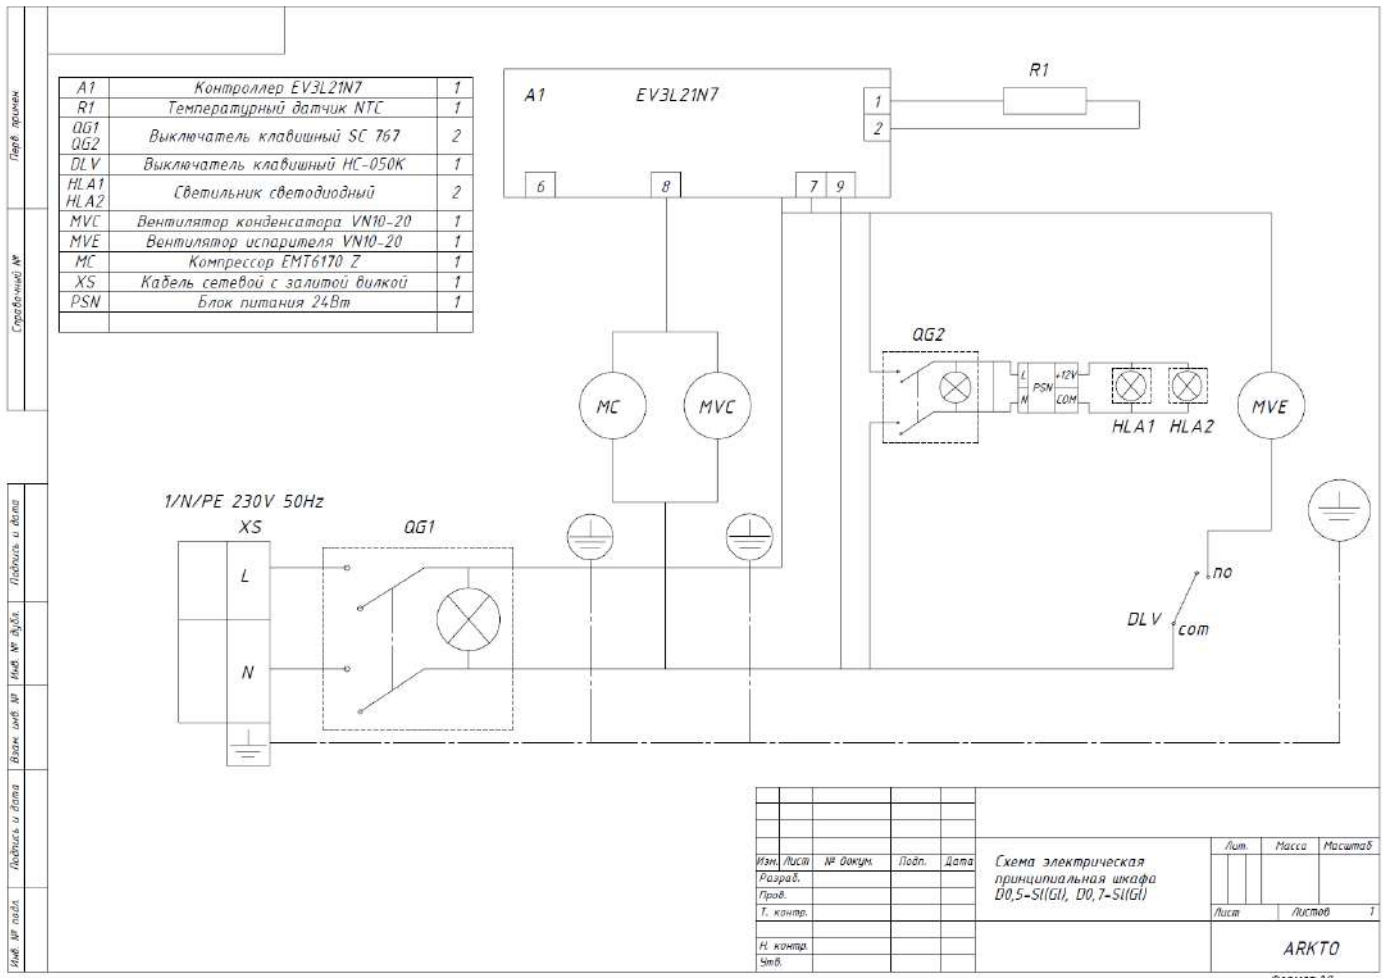 A1 Контроллер EV3L21N7 1
R1 Температурный датчик NTC 1
QG1
QG2 Выключатель клавишный SC 767 2
DLV Выключатель клавишный HC-050K 1
HLA1
HLA2 Светильник светодиодный 2
MVC Вентилятор конденсатора VN10-20 1
MVE Вентилятор испарителя VN10-20 1
MC Компрессор EMT6170 Z 1
XS Кабель сетевой с залитой вилкой 1
PSN Блок питания 24Вт 1
A1 EV3L21N7
1
2
6 8 7 9
R1
MC MVC
QG2
L
N
PSN
+12V
COM
HLA1 HLA2
MVE
1/N/PE 230V 50Hz
XS
QG1
L
N
no
DLV
com
Перв. примен.
Справочный №
Подпись и дата
Инв. № дубл.
Взам. инв. №
Подпись и дата
Инв. № подл.
Изм. Лист № докум. Подп. Дата
Разраб.
Пров.
Т. контр.
Н. контр.
Утв.
Схема электрическая
принципиальная шкафа
D0,5-Sl(Gl), D0,7-Sl(Gl)
Лит. Масса Масштаб
Лист Листов 1
ARKTO